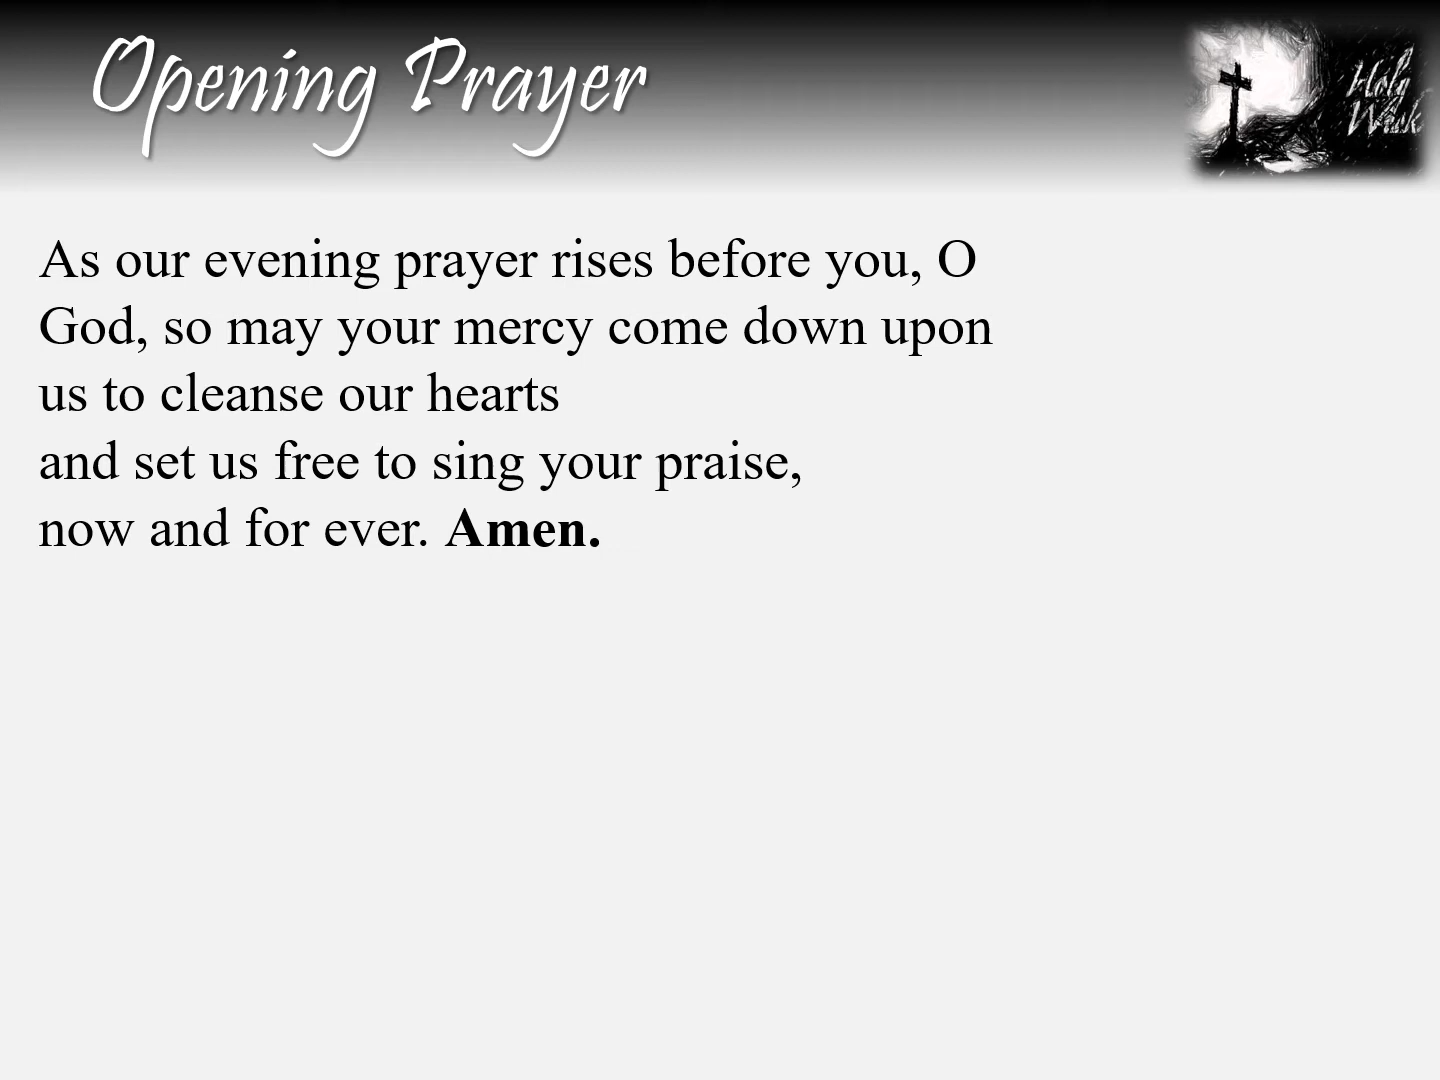 Opening Prayer
Holy
Week
As our evening prayer rises before you, O
God, so may your mercy come down upon
us to cleanse our hearts
and set us free to sing your praise,
now and for ever. Amen.